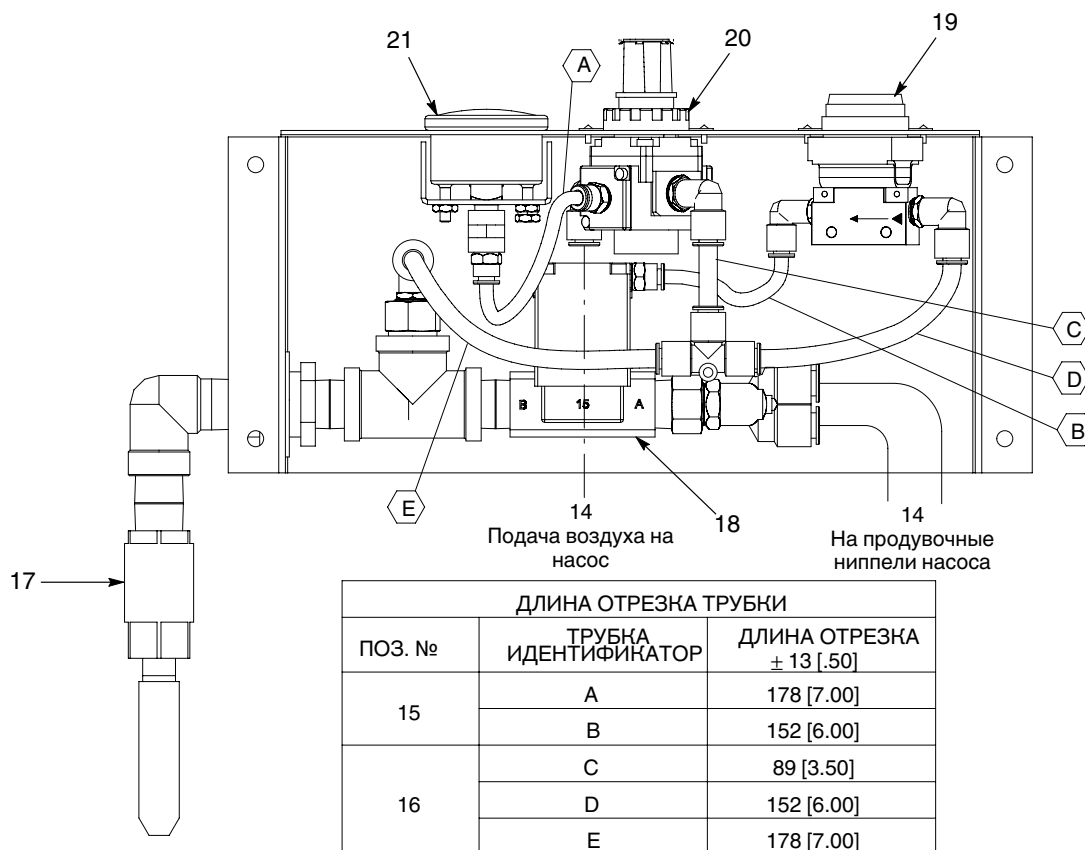 21
A
20
19
C
D
B
B 15 A
E
18
17
14
Подача воздуха на
насос
14
На продувочные
ниппели насоса
ДЛИНА ОТРЕЗКА ТРУБКИ
ПОЗ. №
ТРУБКА
ИДЕНТИФИКАТОР
ДЛИНА ОТРЕЗКА
± 13 [.50]
15
A
178 [7.00]
B
152 [6.00]
16
C
89 [3.50]
D
152 [6.00]
E
178 [7.00]